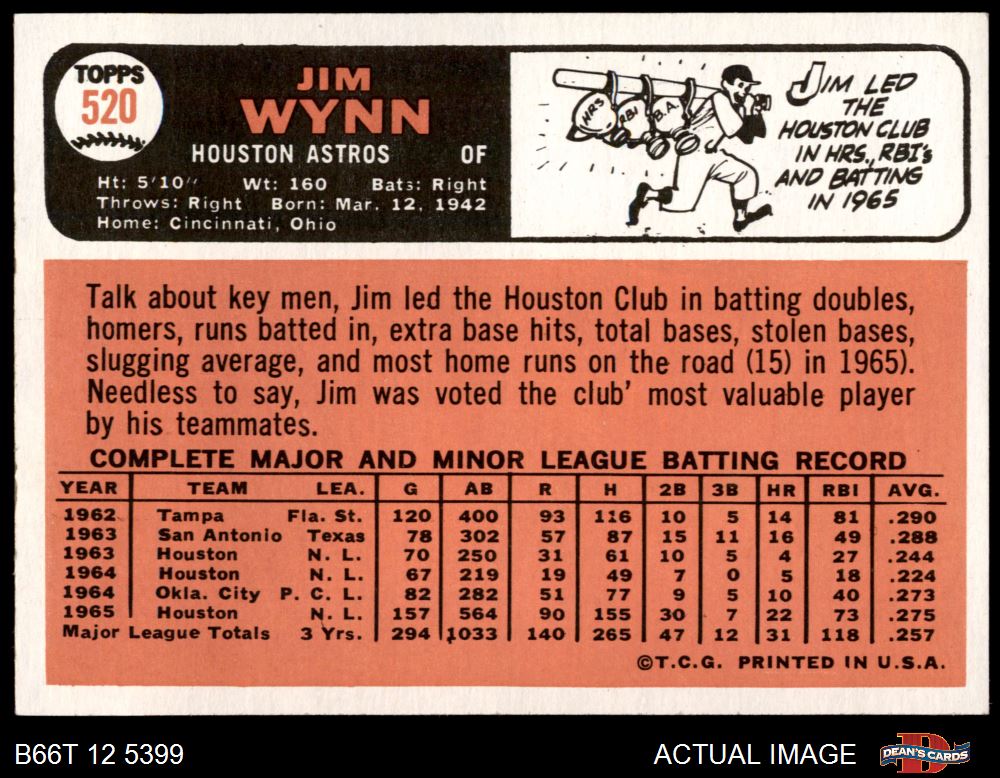 TOPPS
520
JIM
WYNN
HOUSTON ASTROS OF
Ht: 5'10" Wt: 160 Bats: Right
Throws: Right Born: Mar. 12, 1942
Home: Cincinnati, Ohio
HRS RBI B.A.
JIM LED
THE
HOUSTON CLUB
IN HRS., RBI's
AND BATTING
IN 1965
Talk about key men, Jim led the Houston Club in batting doubles,
homers, runs batted in, extra base hits, total bases, stolen bases,
slugging average, and most home runs on the road (15) in 1965).
Needless to say, Jim was voted the club' most valuable player
by his teammates.
COMPLETE MAJOR AND MINOR LEAGUE BATTING RECORD
YEAR TEAM LEA. G AB R H 2B 3B HR RBI AVG.
1962 Tampa Fla. St. 120 400 93 116 10 5 14 81 .290
1963 San Antonio Texas 78 302 57 87 15 11 16 49 .288
1963 Houston N. L. 70 250 31 61 10 5 4 27 .244
1964 Houston N. L. 67 219 19 49 7 0 5 18 .224
1964 Okla. City P. C. L. 82 282 51 77 9 5 10 40 .273
1965 Houston N. L. 157 564 90 155 30 7 22 73 .275
Major League Totals 3 Yrs. 294 1033 140 265 47 12 31 118 .257
©T.C.G. PRINTED IN U.S.A.
B66T 12 5399 ACTUAL IMAGE DEAN'S CARDS